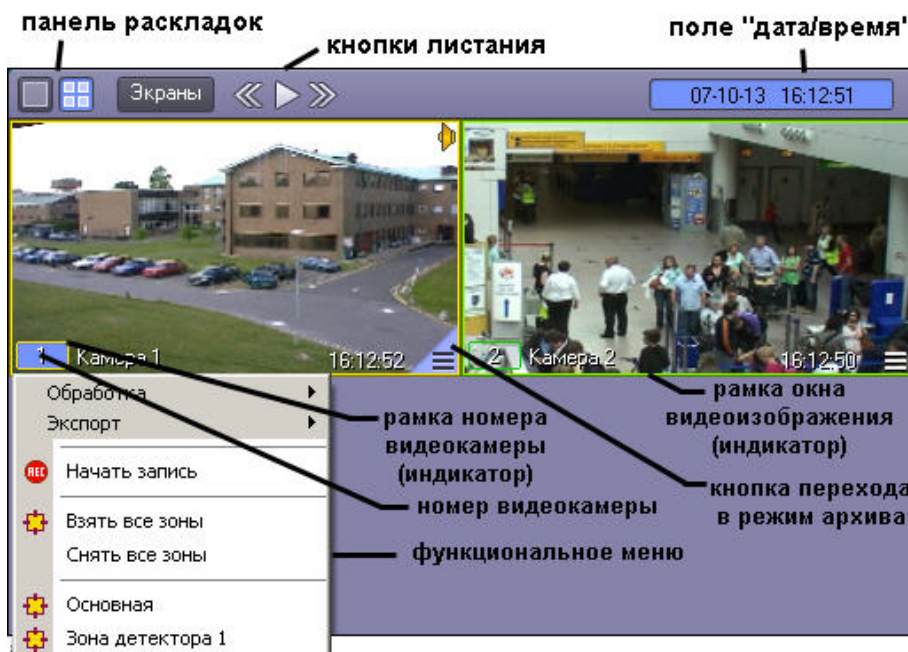 панель раскладок
кнопки листания
поле "дата/время"
Экраны
07-10-13 16:12:51
1 Камера 1 16:12:52
2 Камера 2 16:12:50
Обработка
Экспорт
REC Начать запись
Взять все зоны
Снять все зоны
Основная
Зона детектора 1
рамка номера
видеокамеры
(индикатор)
номер видеокамеры
функциональное меню
рамка окна
видеоизображения
(индикатор)
кнопка перехода
в режим архива